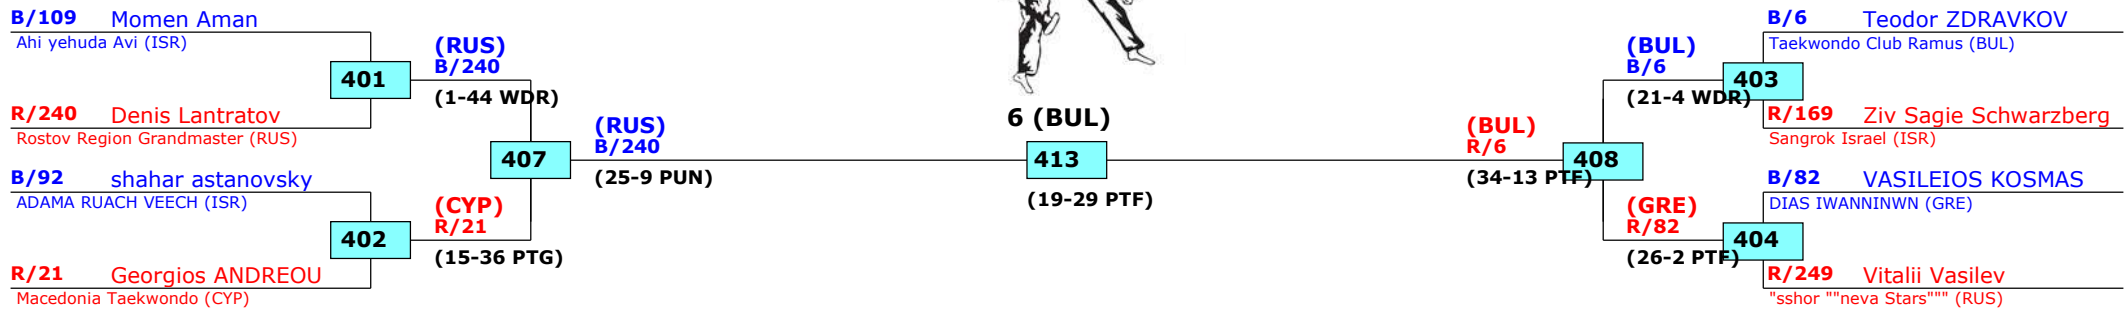 B/109 Momen Aman
Ahi yehuda Avi (ISR)
401
R/240 Denis Lantratov
Rostov Region Grandmaster (RUS)
(RUS)
B/240
(1-44 WDR)
B/92 shahar astanovsky
ADAMA RUACH VEECH (ISR)
402
R/21 Georgios ANDREOU
Macedonia Taekwondo (CYP)
(CYP)
R/21
(15-36 PTG)
407
(RUS)
B/240
(25-9 PUN)
6 (BUL)
413
(19-29 PTF)
(BUL)
R/6
(34-13 PTF)
408
(BUL)
B/6
(21-4 WDR)
403
B/6 Teodor ZDRAVKOV
Taekwondo Club Ramus (BUL)
R/169 Ziv Sagie Schwarzberg
Sangrok Israel (ISR)
(GRE)
R/82
(26-2 PTF)
404
B/82 VASILEIOS KOSMAS
DIAS IWANNINWN (GRE)
R/249 Vitalii Vasilev
"sshor ""neva Stars""" (RUS)